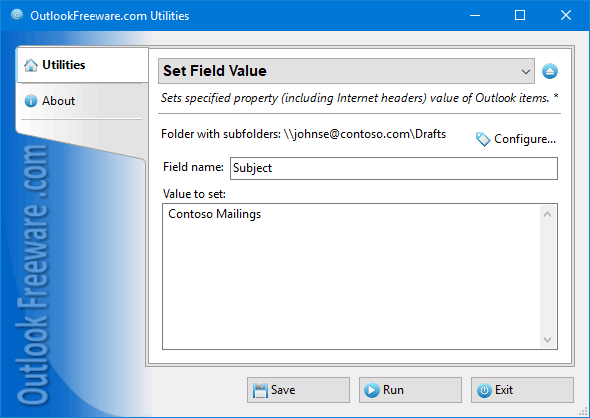 OutlookFreeware.com Utilities
Utilities
About
Set Field Value
Sets specified property (including Internet headers) value of Outlook items. *
Folder with subfolders: \\johnse@contoso.com\Drafts
Configure...
Field name: Subject
Value to set:
Contoso Mailings
Outlook Freeware .com
Save Run Exit